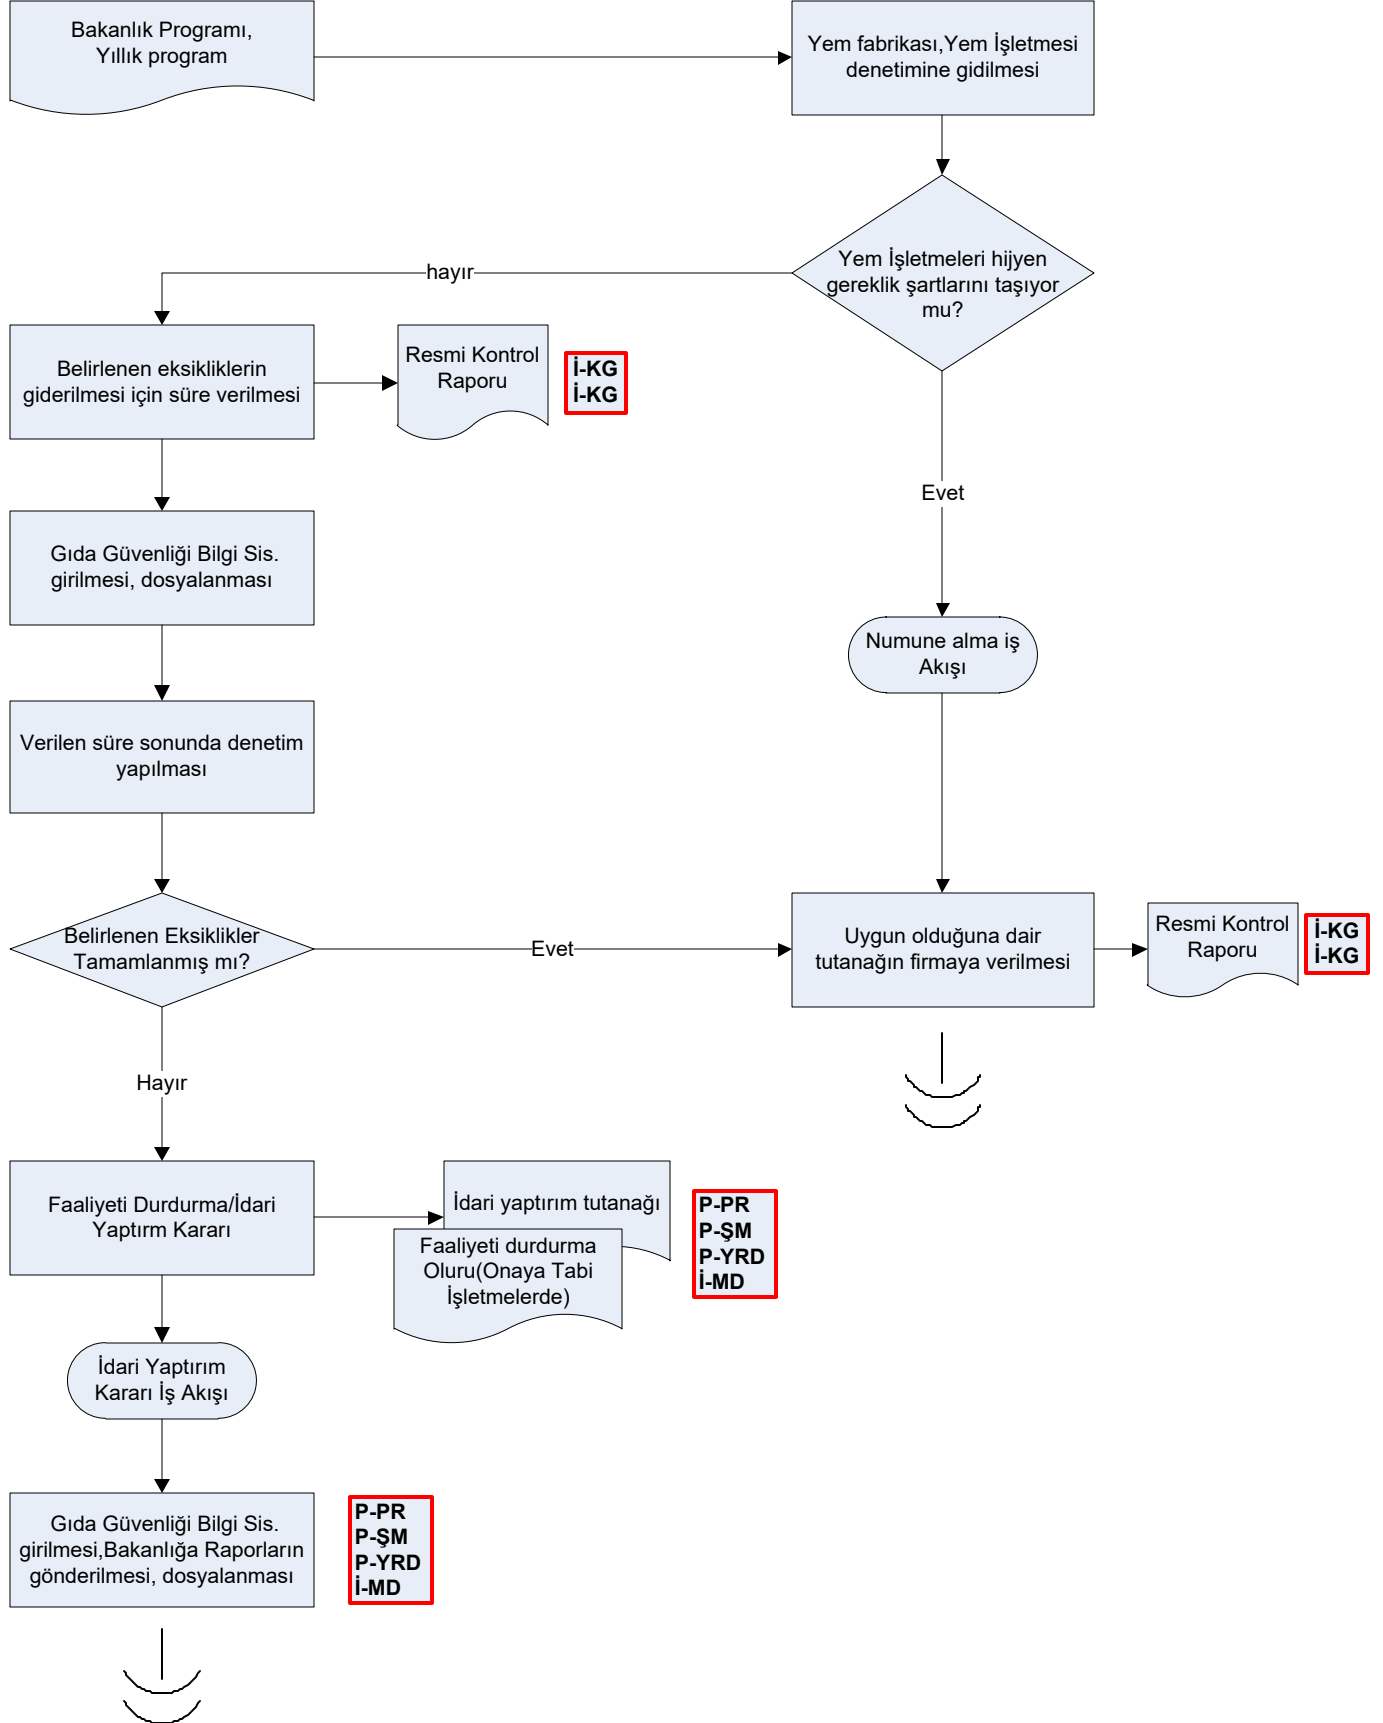 Bakanlık Programı,
Yıllık program
Yem fabrikası,Yem İşletmesi
denetimine gidilmesi
Yem İşletmeleri hijyen
gereklik şartlarını taşıyor
mu?
hayır
Belirlenen eksikliklerin
giderilmesi için süre verilmesi
Resmi Kontrol
Raporu
İ-KG
İ-KG
Evet
Gıda Güvenliği Bilgi Sis.
girilmesi, dosyalanması
Numune alma iş
Akışı
Verilen süre sonunda denetim
yapılması
Belirlenen Eksiklikler
Tamamlanmış mı?
Evet
Uygun olduğuna dair
tutanağın firmaya verilmesi
Resmi Kontrol
Raporu
İ-KG
İ-KG
Hayır
Faaliyeti Durdurma/İdari
Yaptırm Kararı
İdari yaptırım tutanağı
Faaliyeti durdurma
Oluru(Onaya Tabi
İşletmelerde)
P-PR
P-ŞM
P-YRD
İ-MD
İdari Yaptırım
Kararı İş Akışı
Gıda Güvenliği Bilgi Sis.
girilmesi,Bakanlığa Raporların
gönderilmesi, dosyalanması
P-PR
P-ŞM
P-YRD
İ-MD